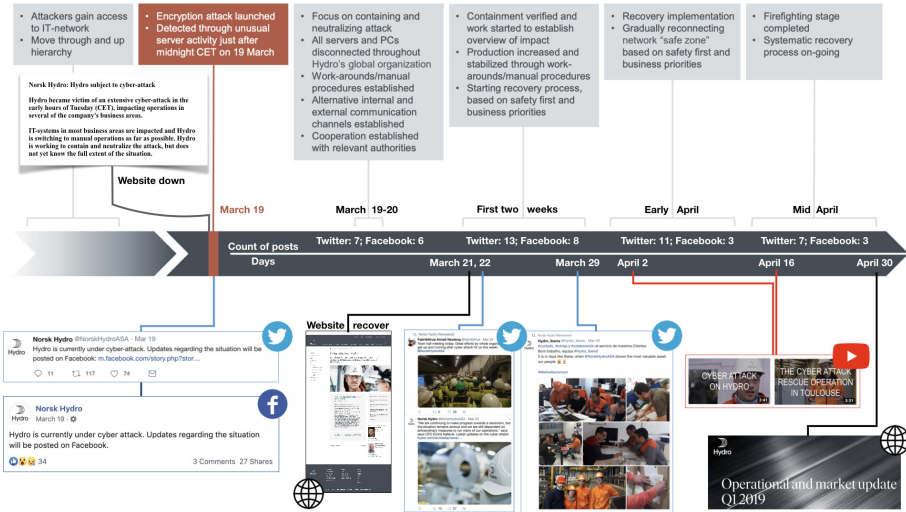 • Attackers gain access
to IT-network
• Move through and up
hierarchy
• Encryption attack launched
• Detected through unusual
server activity just after
midnight CET on 19 March
• Focus on containing and
neutralizing attack
• All servers and PCs
disconnected throughout
Hydro's global organization
• Work-arounds/manual
procedures established
• Alternative internal and
external communication
channels established
• Cooperation established
with relevant authorities
• Containment verified and
work started to establish
overview of impact
• Production increased and
stabilized through work-
arounds/manual procedures
• Starting recovery process,
based on safety first and
business priorities
• Recovery implementation
• Gradually reconnecting
network "safe zone"
based on safety first and
business priorities
• Firefighting stage
completed
• Systematic recovery
process on-going
Norsk Hydro: Hydro subject to cyber-attack
Hydro became victim of an extensive cyber-attack in the
early hours of Tuesday (CET), impacting operations in
several of the company's business areas.
IT-systems in most business areas are impacted and Hydro
is switching to manual operations as far as possible. Hydro
is working to contain and neutralize the attack, but does
not yet know the full extent of the situation.
Website down
March 19
March 19-20
First two weeks
Early April
Mid April
Count of posts
Twitter: 7; Facebook: 6
Twitter: 13; Facebook: 8
Twitter: 11; Facebook: 3
Twitter: 7; Facebook: 3
Days
March 21, 22
March 29
April 2
April 16
April 30
Norsk Hydro @NorskHydroASA · Mar 19
Hydro is currently under cyber-attack. Updates regarding the situation will be
posted on Facebook: m.facebook.com/story.php?stor...
Hydro
11 117 74
Norsk Hydro
March 19 ·
Hydro
Hydro is currently under cyber attack. Updates regarding the situation
will be posted on Facebook.
34
3 Comments 27 Shares
Website recover
CYBER ATTACK
ON HYDRO
2:41
THE CYBER ATTACK
RESCUE OPERATION
IN TOULOUSE
3:31
Hydro
Operational and market update
Q1 2019